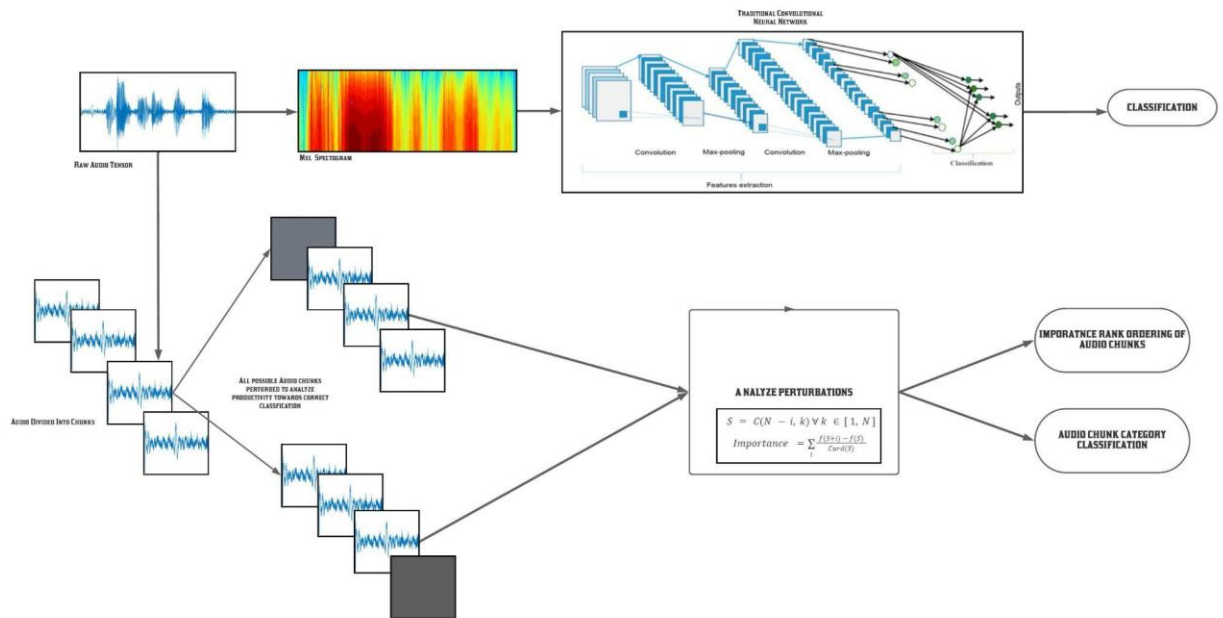 TRADITIONAL CONVOLUTIONAL
NEURAL NETWORK
RAW AUDIO TENSOR
MEL SPECTOGRAM
Convolution
Max-pooling
Convolution
Max-pooling
Features extraction
Classification
Outputs
CLASSIFICATION
AUDIO DIVIDED INTO CHUNKS
ALL POSSIBLE AUDIO CHUNKS
PERTURBED TO ANALYZE
PRODUCTIVITY TOWARDS CORRECT
CLASSFICATION
A NALYZE PERTURBATIONS
S = C(N − i, k) ∀ k ∈ [1, N]
Importance = ∑ i f(S+i) − f(S) / Card(S)
IMPORATNCE RANK ORDERING OF
AUDIO CHUNKS
AUDIO CHUNK CATEGORY
CLASSIFICATION